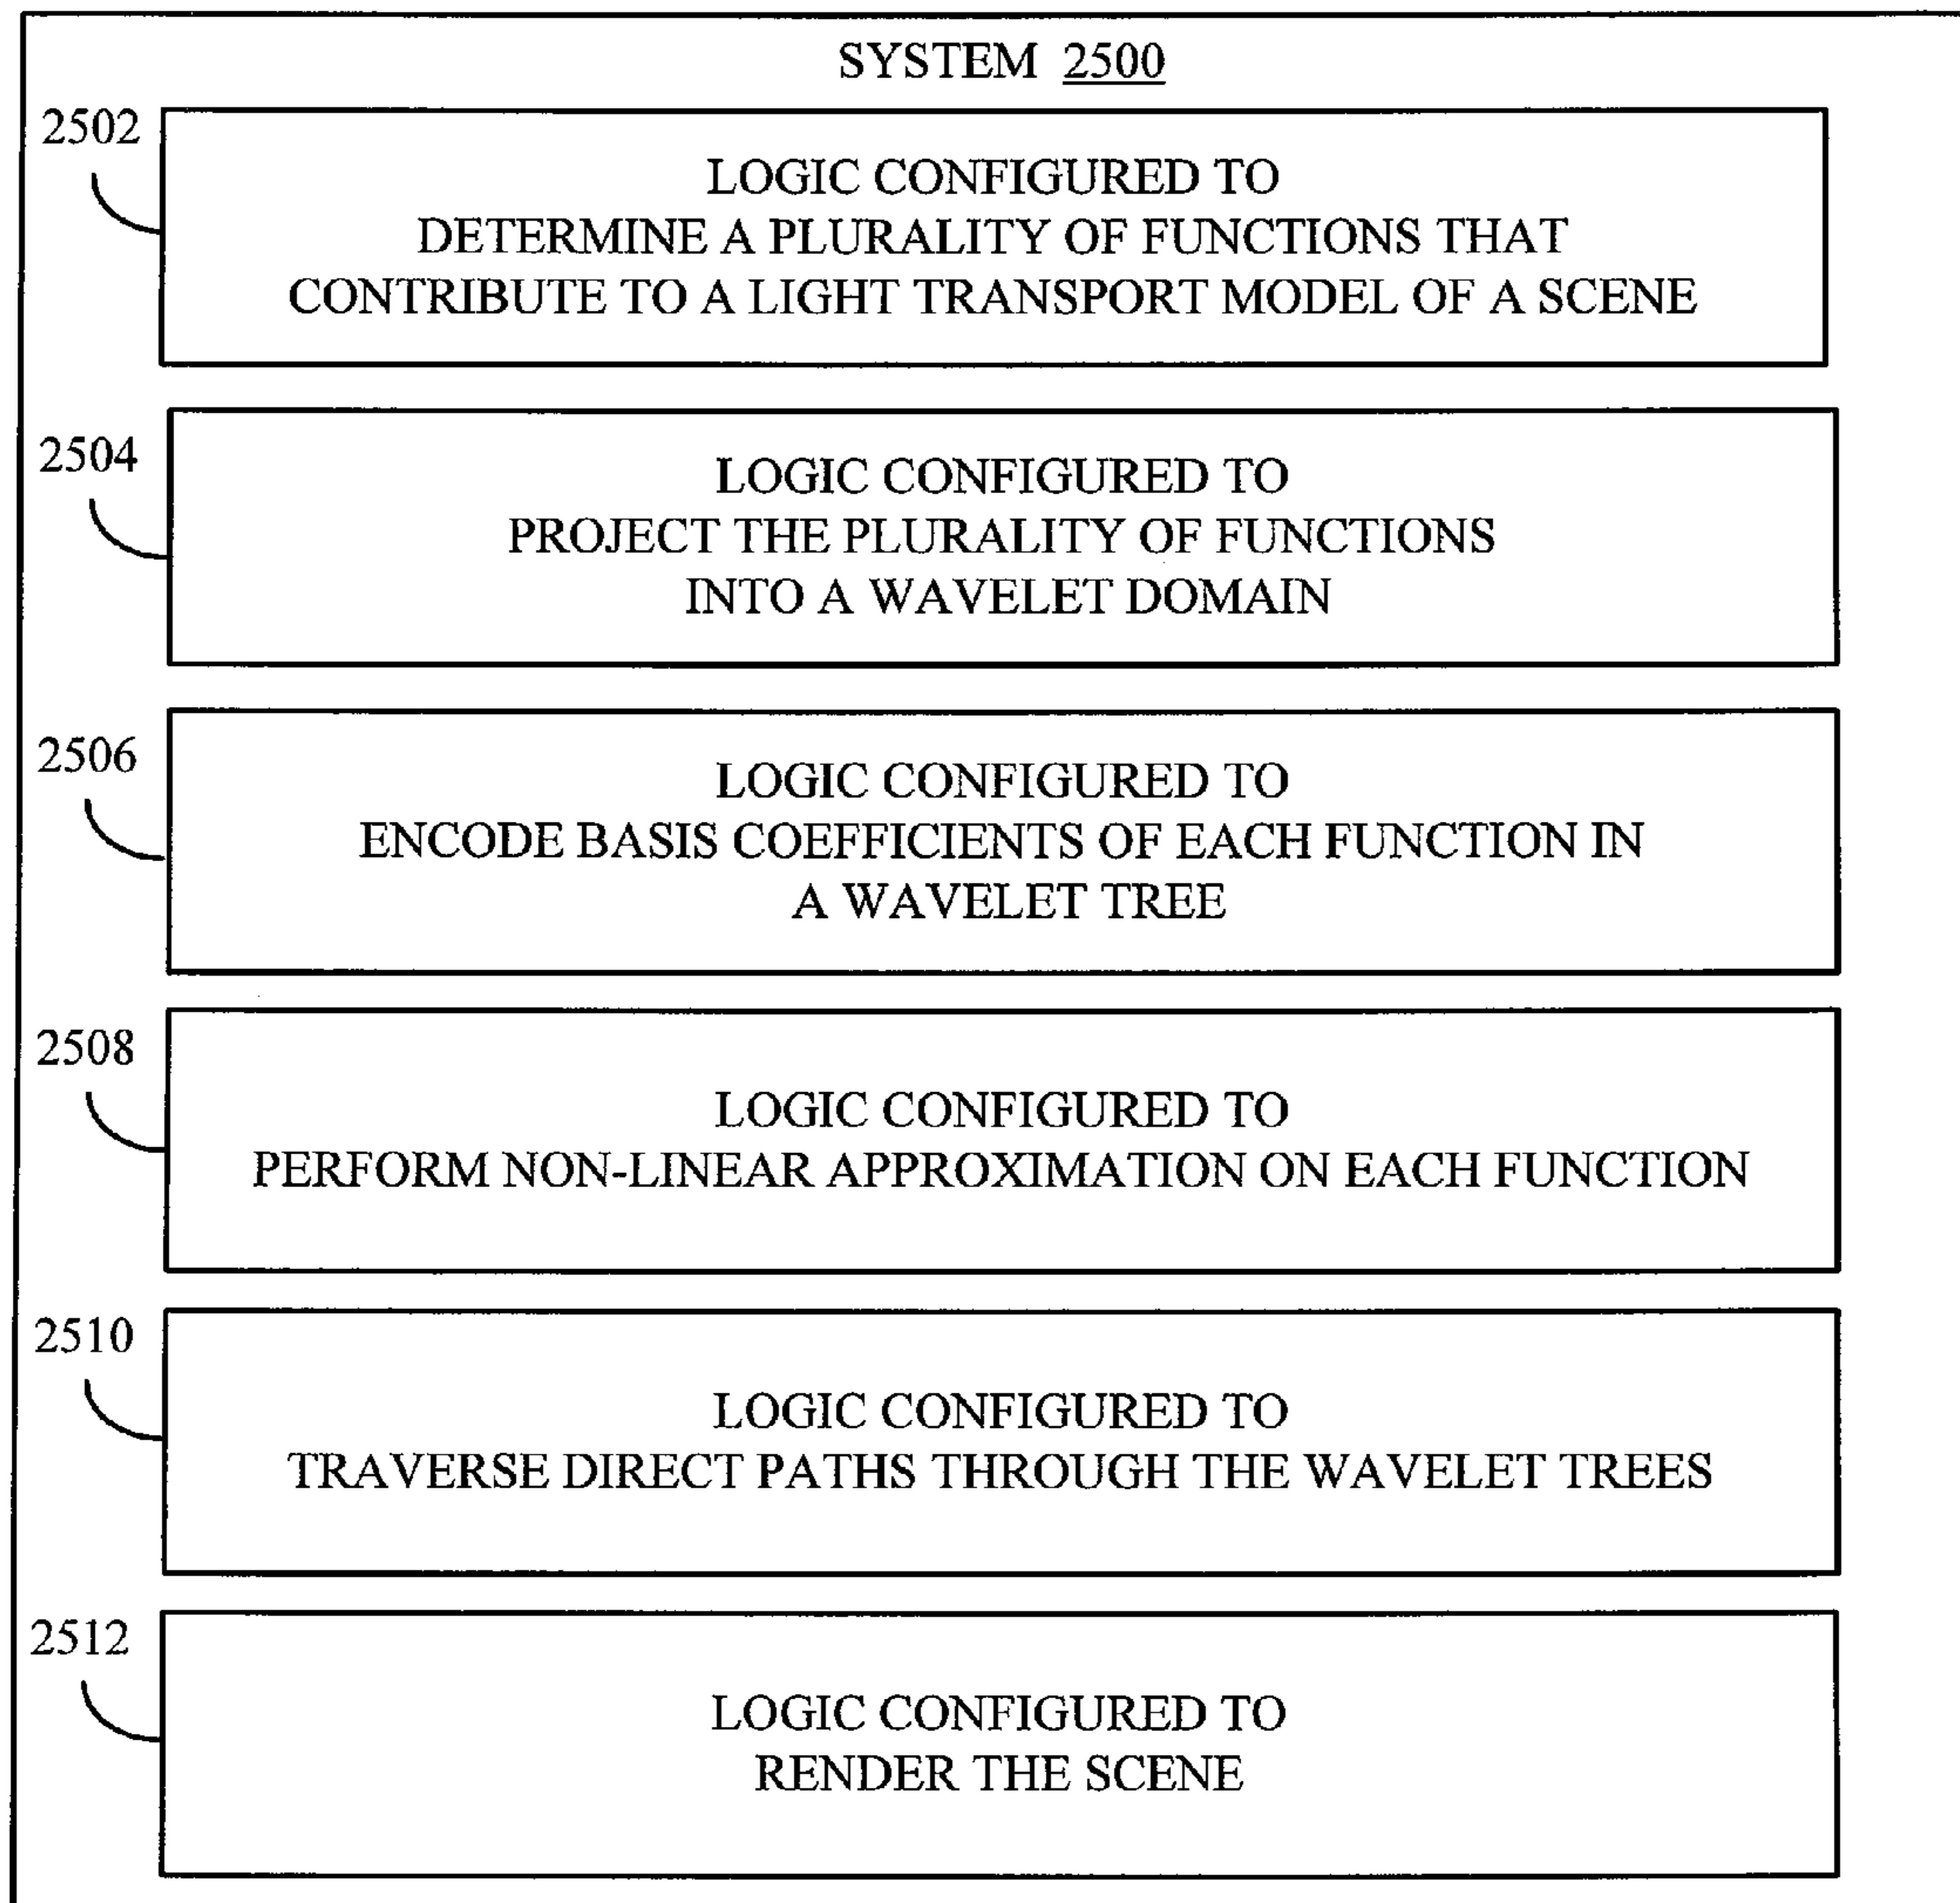 SYSTEM 2500
2502
LOGIC CONFIGURED TO
DETERMINE A PLURALITY OF FUNCTIONS THAT
CONTRIBUTE TO A LIGHT TRANSPORT MODEL OF A SCENE
2504
LOGIC CONFIGURED TO
PROJECT THE PLURALITY OF FUNCTIONS
INTO A WAVELET DOMAIN
2506
LOGIC CONFIGURED TO
ENCODE BASIS COEFFICIENTS OF EACH FUNCTION IN
A WAVELET TREE
2508
LOGIC CONFIGURED TO
PERFORM NON-LINEAR APPROXIMATION ON EACH FUNCTION
2510
LOGIC CONFIGURED TO
TRAVERSE DIRECT PATHS THROUGH THE WAVELET TREES
2512
LOGIC CONFIGURED TO
RENDER THE SCENE